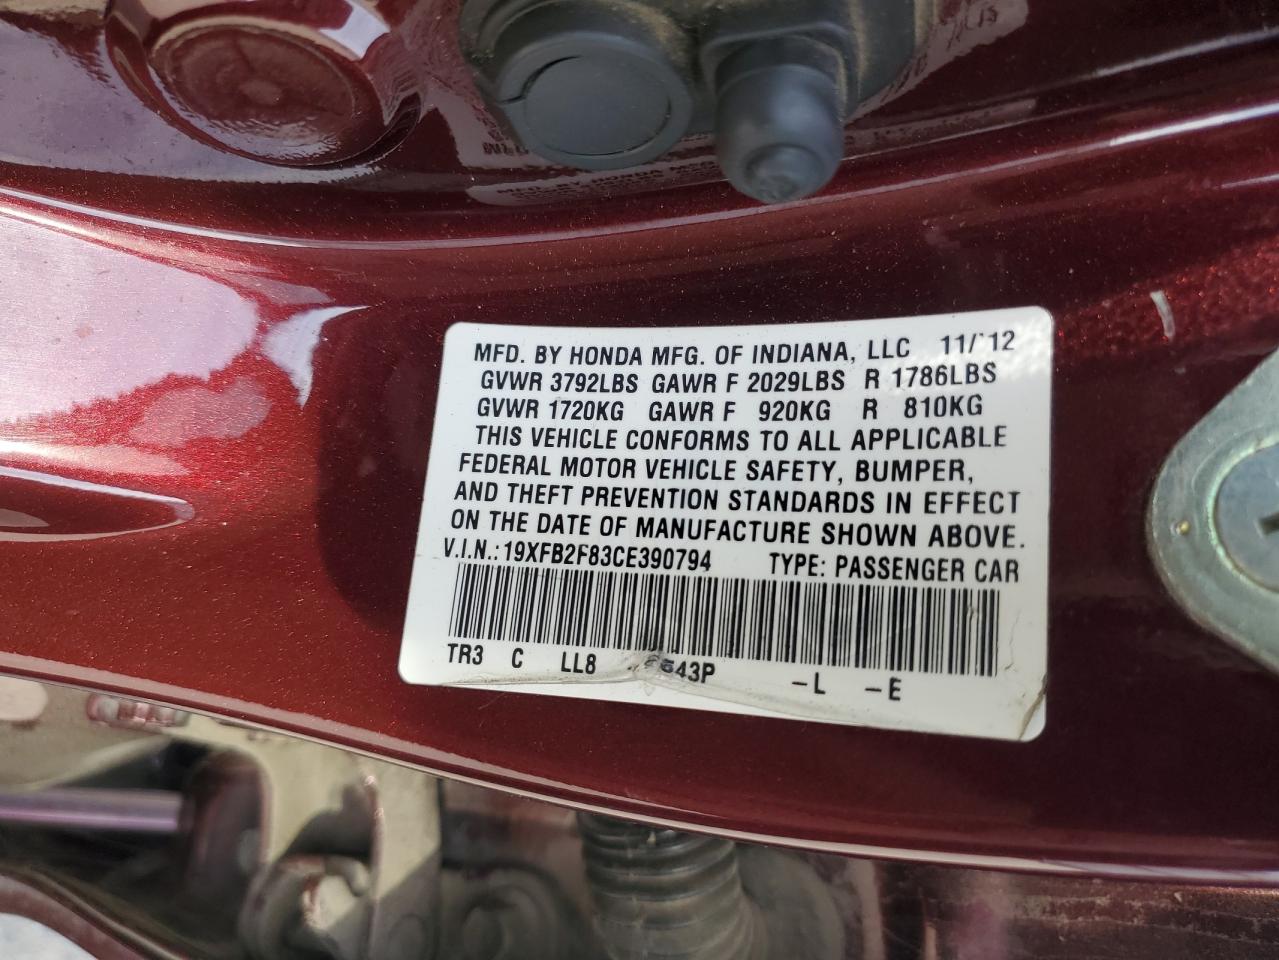 MFD. BY HONDA MFG. OF INDIANA, LLC 11/12
GVWR 3792LBS GAWR F 2029LBS R 1786LBS
GVWR 1720KG GAWR F 920KG R 810KG
THIS VEHICLE CONFORMS TO ALL APPLICABLE
FEDERAL MOTOR VEHICLE SAFETY, BUMPER,
AND THEFT PREVENTION STANDARDS IN EFFECT
ON THE DATE OF MANUFACTURE SHOWN ABOVE.
V.I.N.:19XFB2F83CE390794 TYPE: PASSENGER CAR
TR3 C LL8 -L -E